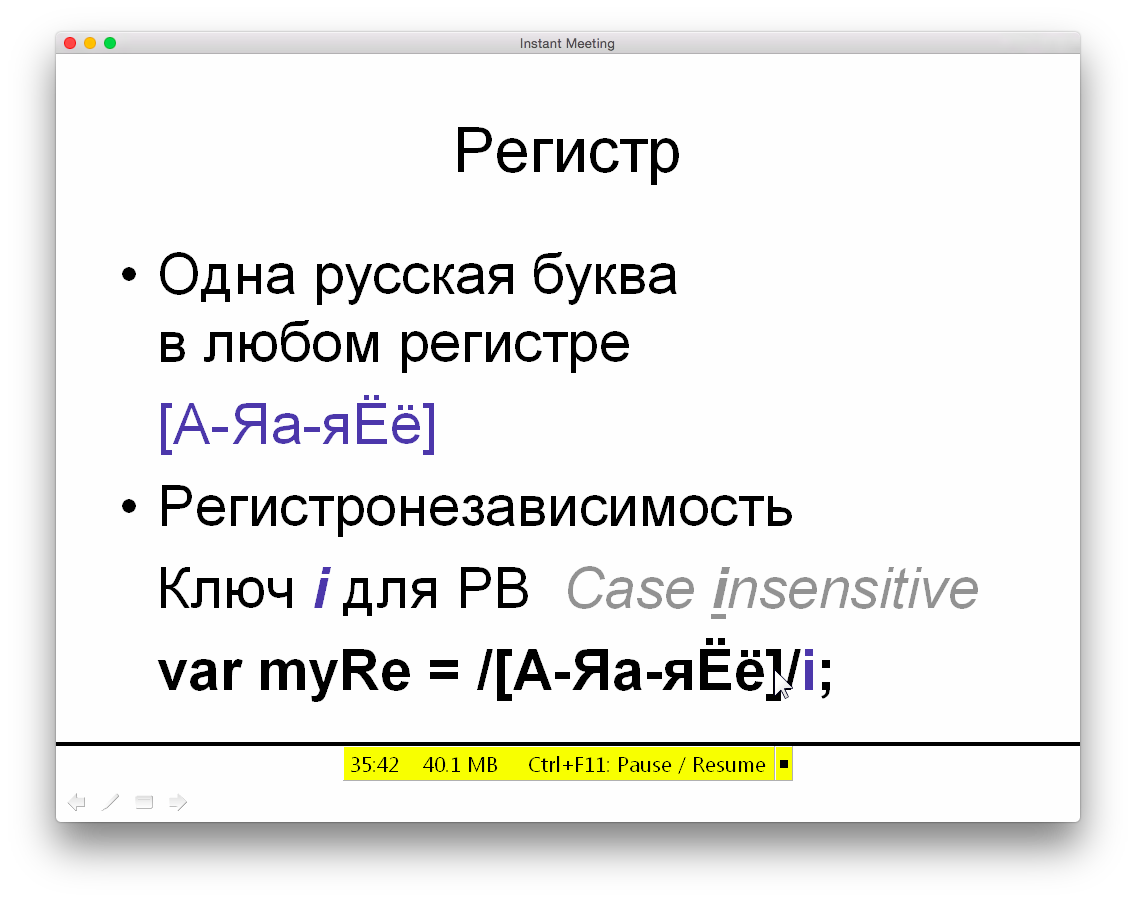 Instant Meeting
Регистр
• Одна русская буква
в любом регистре
[А-Яа-яЁё]
• Регистронезависимость
Ключ i для РВ Case insensitive
var myRe = /[А-Яа-яЁё]/i;
35:42 40.1 MB Ctrl+F11: Pause / Resume